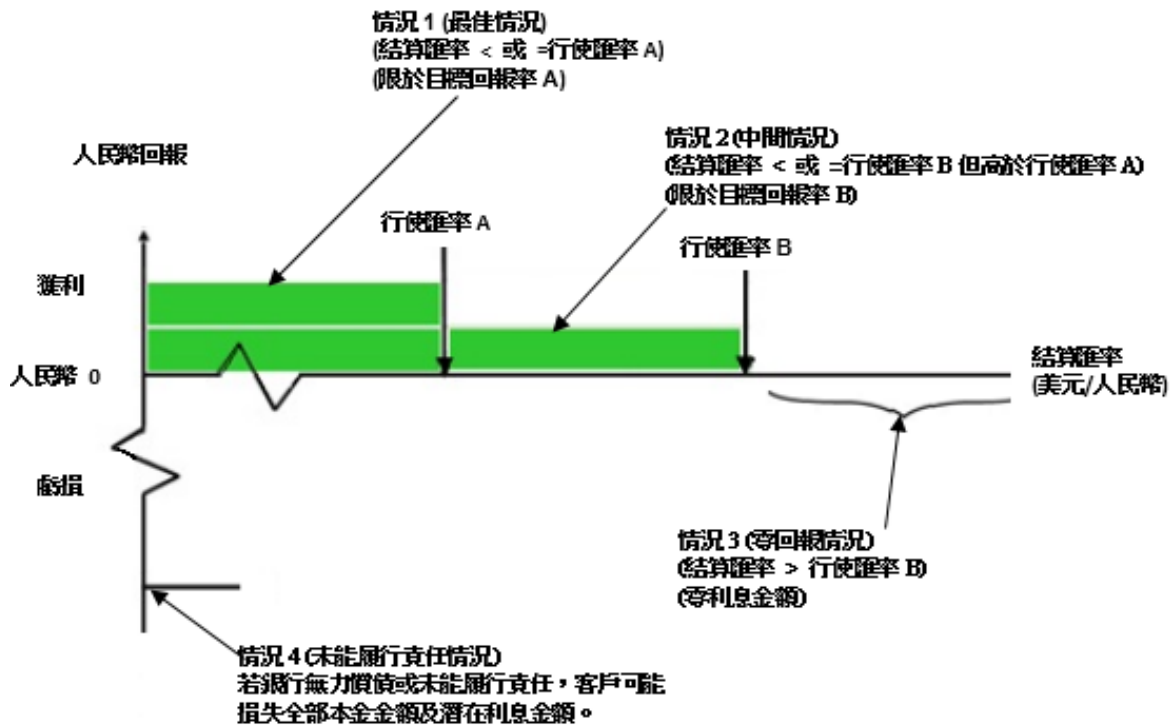 情況 1 (最佳情況)
(結算匯率 < 或 =行使匯率 A)
(限於目標回報率 A)
人民幣回報
情況 2 (中間情況)
(結算匯率 < 或 =行使匯率 B 但高於行使匯率 A)
(限於目標回報率 B)
行使匯率 A
行使匯率 B
獲利
人民幣 0
結算匯率
(美元/人民幣)
虧損
情況 3 (零回報情況)
(結算匯率 > 行使匯率 B)
(零利息金額)
情況 4 (未能履行責任情況)
若銀行無力償債或未能履行責任，客戶可能
損失全部本金金額及潛在利息金額。